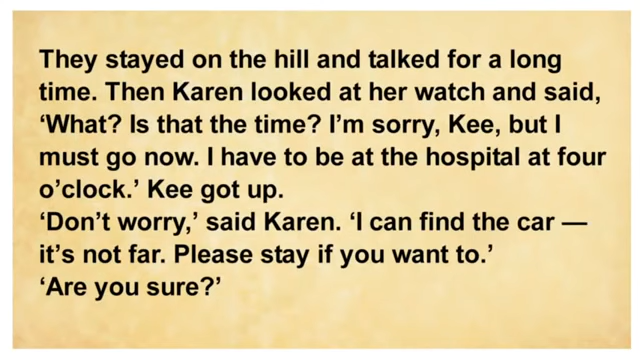 They stayed on the hill and talked for a long
time. Then Karen looked at her watch and said,
‘What? Is that the time? I’m sorry, Kee, but I
must go now. I have to be at the hospital at four
o’clock.’ Kee got up.
‘Don’t worry,’ said Karen. ‘I can find the car —
it’s not far. Please stay if you want to.’
‘Are you sure?’